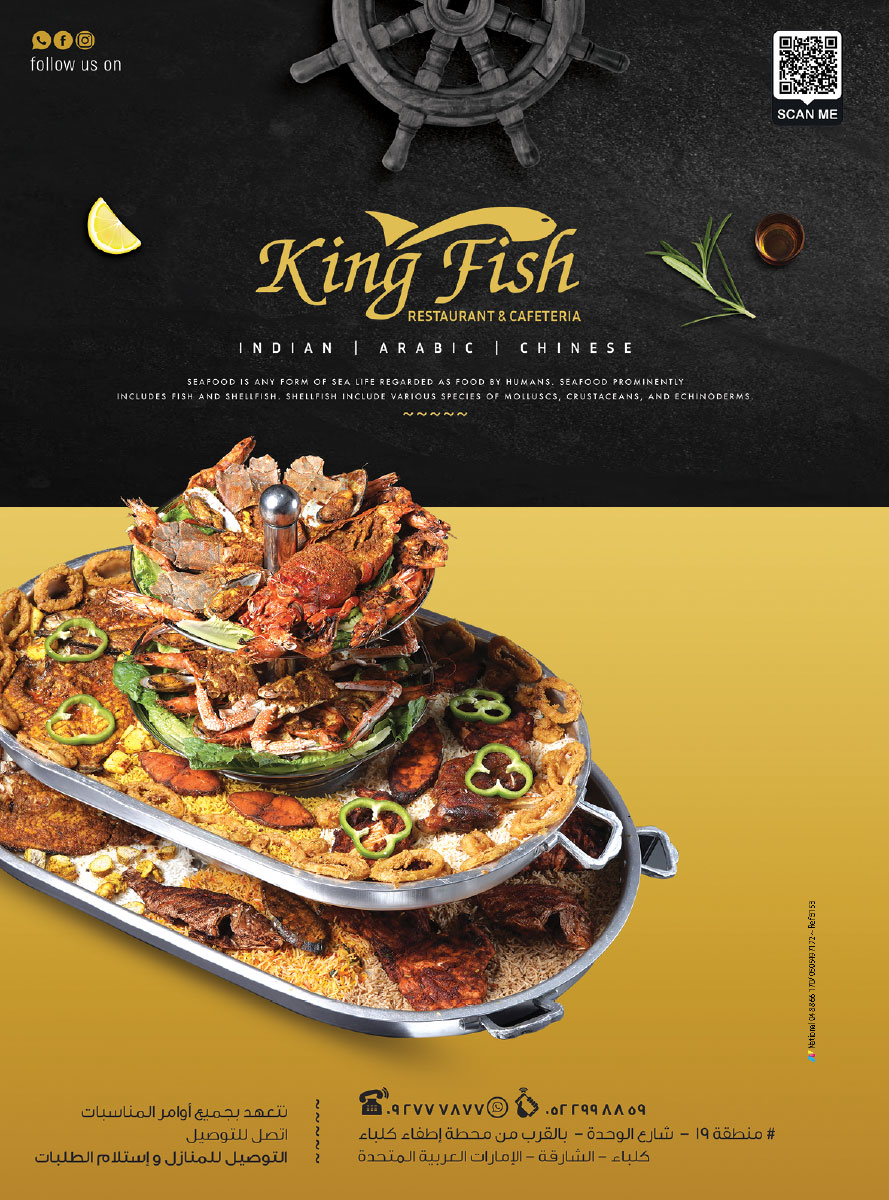 follow us on
SCAN ME
King Fish
RESTAURANT & CAFETERIA
INDIAN | ARABIC | CHINESE
SEAFOOD IS ANY FORM OF SEA LIFE REGARDED AS FOOD BY HUMANS. SEAFOOD PROMINENTLY
INCLUDES FISH AND SHELLFISH. SHELLFISH INCLUDE VARIOUS SPECIES OF MOLLUSCS, CRUSTACEANS, AND ECHINODERMS.
~~~~~
٠٩٢٧٧٧٨٧٧ ٠٥٢٢٩٩٨٨٥٩
# منطقة ١٩ - شارع الوحدة - بالقرب من محطة إطفاء كلباء
كلباء - الشارقة - الإمارات العربية المتحدة
نتعهد بجميع أوامر المناسبات
اتصل للتوصيل
التوصيل للمنازل و إستلام الطلبات
National